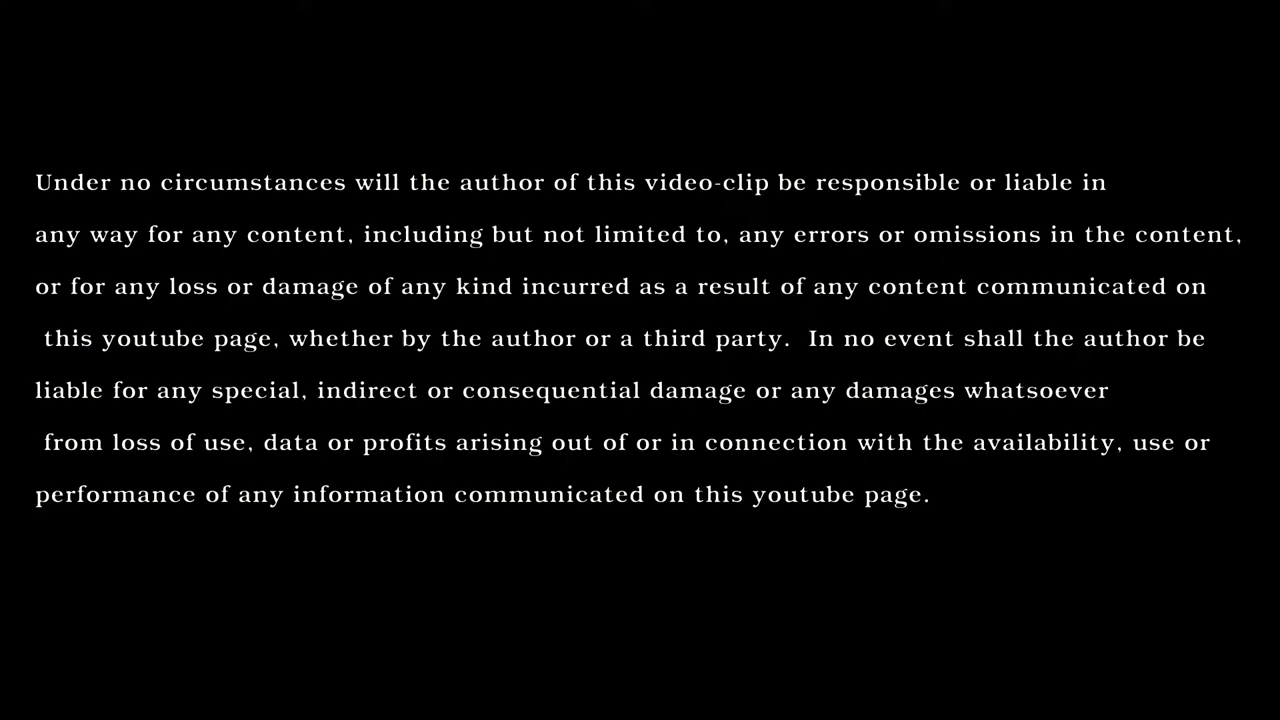 Under no circumstances will the author of this video-clip be responsible or liable in
any way for any content, including but not limited to, any errors or omissions in the content,
or for any loss or damage of any kind incurred as a result of any content communicated on
this youtube page, whether by the author or a third party.  In no event shall the author be
liable for any special, indirect or consequential damage or any damages whatsoever
from loss of use, data or profits arising out of or in connection with the availability, use or
performance of any information communicated on this youtube page.